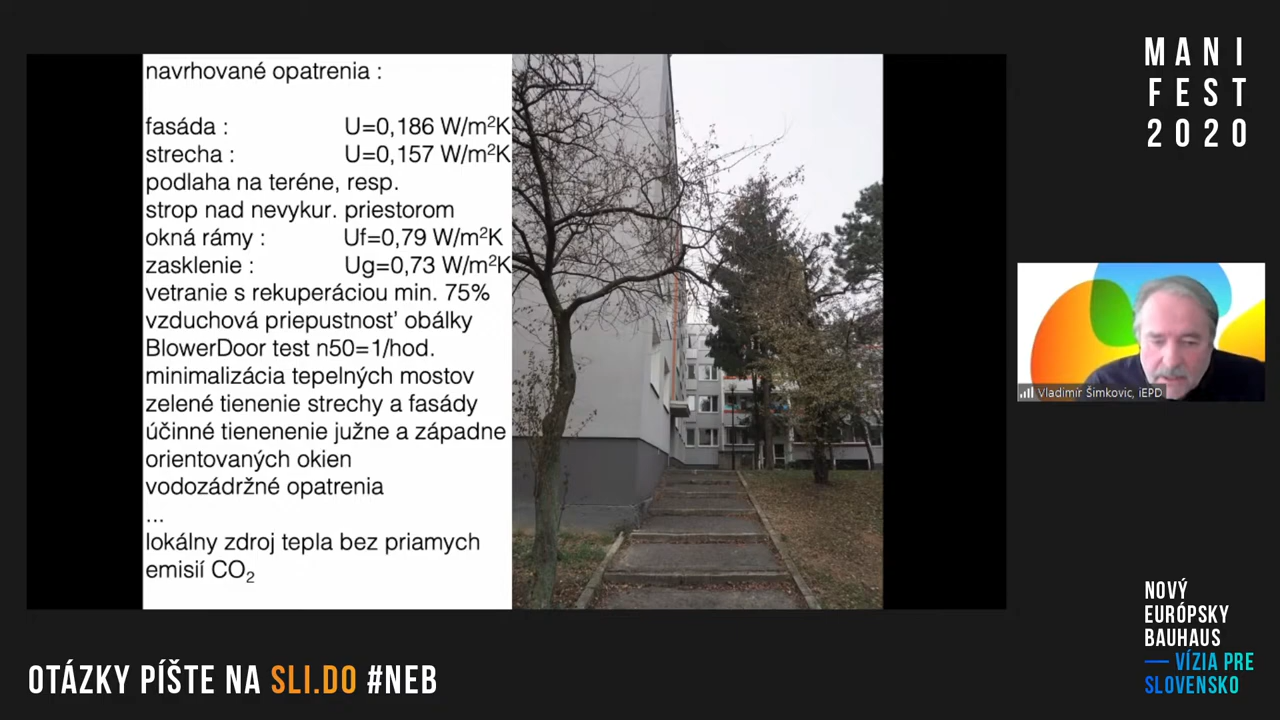 navrhované opatrenia :
fasáda : U=0,186 W/m²K
strecha : U=0,157 W/m²K
podlaha na teréne, resp.
strop nad nevykur. priestorom
okná rámy : Uf=0,79 W/m²K
zasklenie : Ug=0,73 W/m²K
vetranie s rekuperáciou min. 75%
vzduchová priepustnosť obálky
BlowerDoor test n50=1/hod.
minimalizácia tepelných mostov
zelené tienenie strechy a fasády
účinné tienenenie južne a západne
orientovaných okien
vodozádržné opatrenia
...
lokálny zdroj tepla bez priamych
emisií CO₂
MANI
FEST
2020
Vladimír Šimkovic, iEPD
NOVÝ
EURÓPSKY
BAUHAUS
— VÍZIA PRE
SLOVENSKO
OTÁZKY PÍŠTE NA SLI.DO #NEB